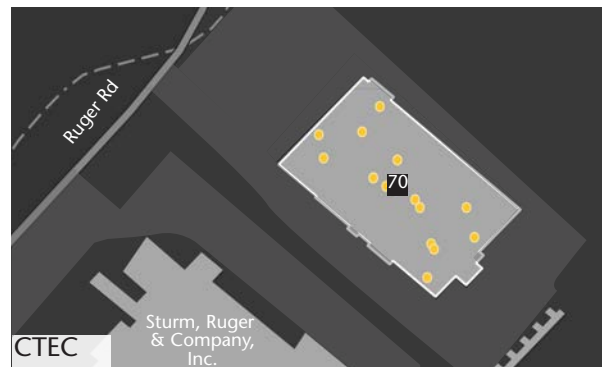 Ruger Rd
70
Sturm, Ruger
& Company,
Inc.
CTEC